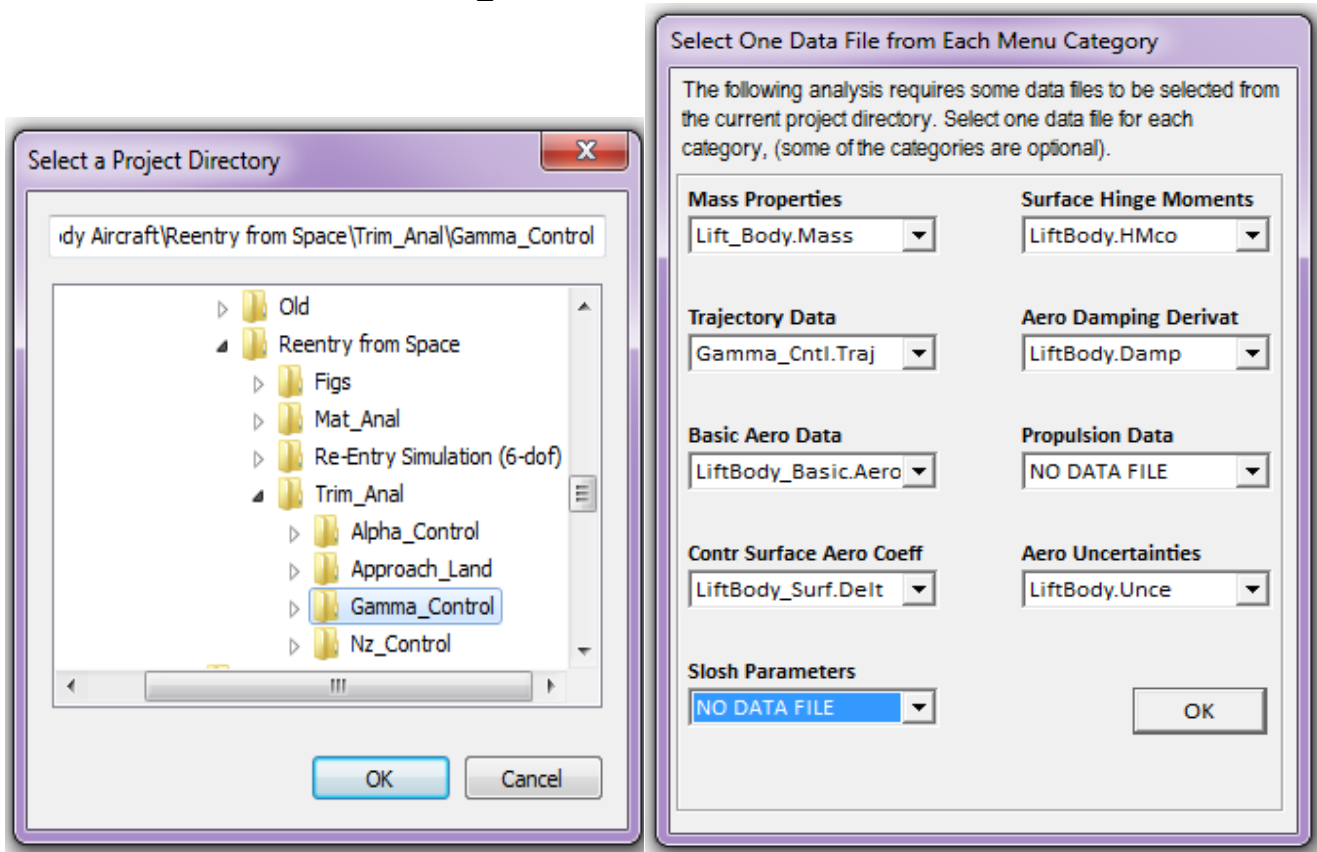 Select a Project Directory
dy Aircraft\Reentry from Space\Trim_Anal\Gamma_Control
Old
Reentry from Space
Figs
Mat_Anal
Re-Entry Simulation (6-dof)
Trim_Anal
Alpha_Control
Approach_Land
Gamma_Control
Nz_Control
OK
Cancel
Select One Data File from Each Menu Category
The following analysis requires some data files to be selected from
the current project directory. Select one data file for each
category, (some of the categories are optional).
Mass Properties
Lift_Body.Mass
Surface Hinge Moments
LiftBody.HMco
Trajectory Data
Gamma_Cntl.Traj
Aero Damping Derivat
LiftBody.Damp
Basic Aero Data
LiftBody_Basic.Aero
Propulsion Data
NO DATA FILE
Contr Surface Aero Coeff
LiftBody_Surf.Delt
Aero Uncertainties
LiftBody.Unce
Slosh Parameters
NO DATA FILE
OK